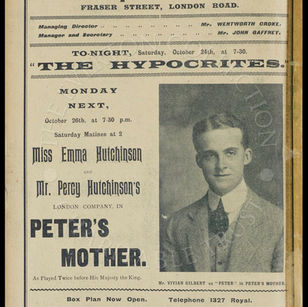 FRASER STREET, LONDON ROAD.
Managing Director .. .. .. .. .. .. Mr. WENTWORTH CROKE.
Manager and Secretary .. .. .. .. .. .. Mr. JOHN GAFFNEY.
TO-NIGHT, Saturday, October 24th, at 7-30.
"THE HYPOCRITES."
MONDAY
NEXT,
October 26th, at 7-30 p.m.
Saturday Matinee at 2
Miss Emma Hutchinson
AND
Mr. Percy Hutchinson's
LONDON COMPANY, IN
PETER'S
MOTHER.
As Played Twice before His Majesty the King.
Mr. VIVIAN GILBERT as "PETER" in PETER'S MOTHER.
Box Plan Now Open. Telephone 1327 Royal.